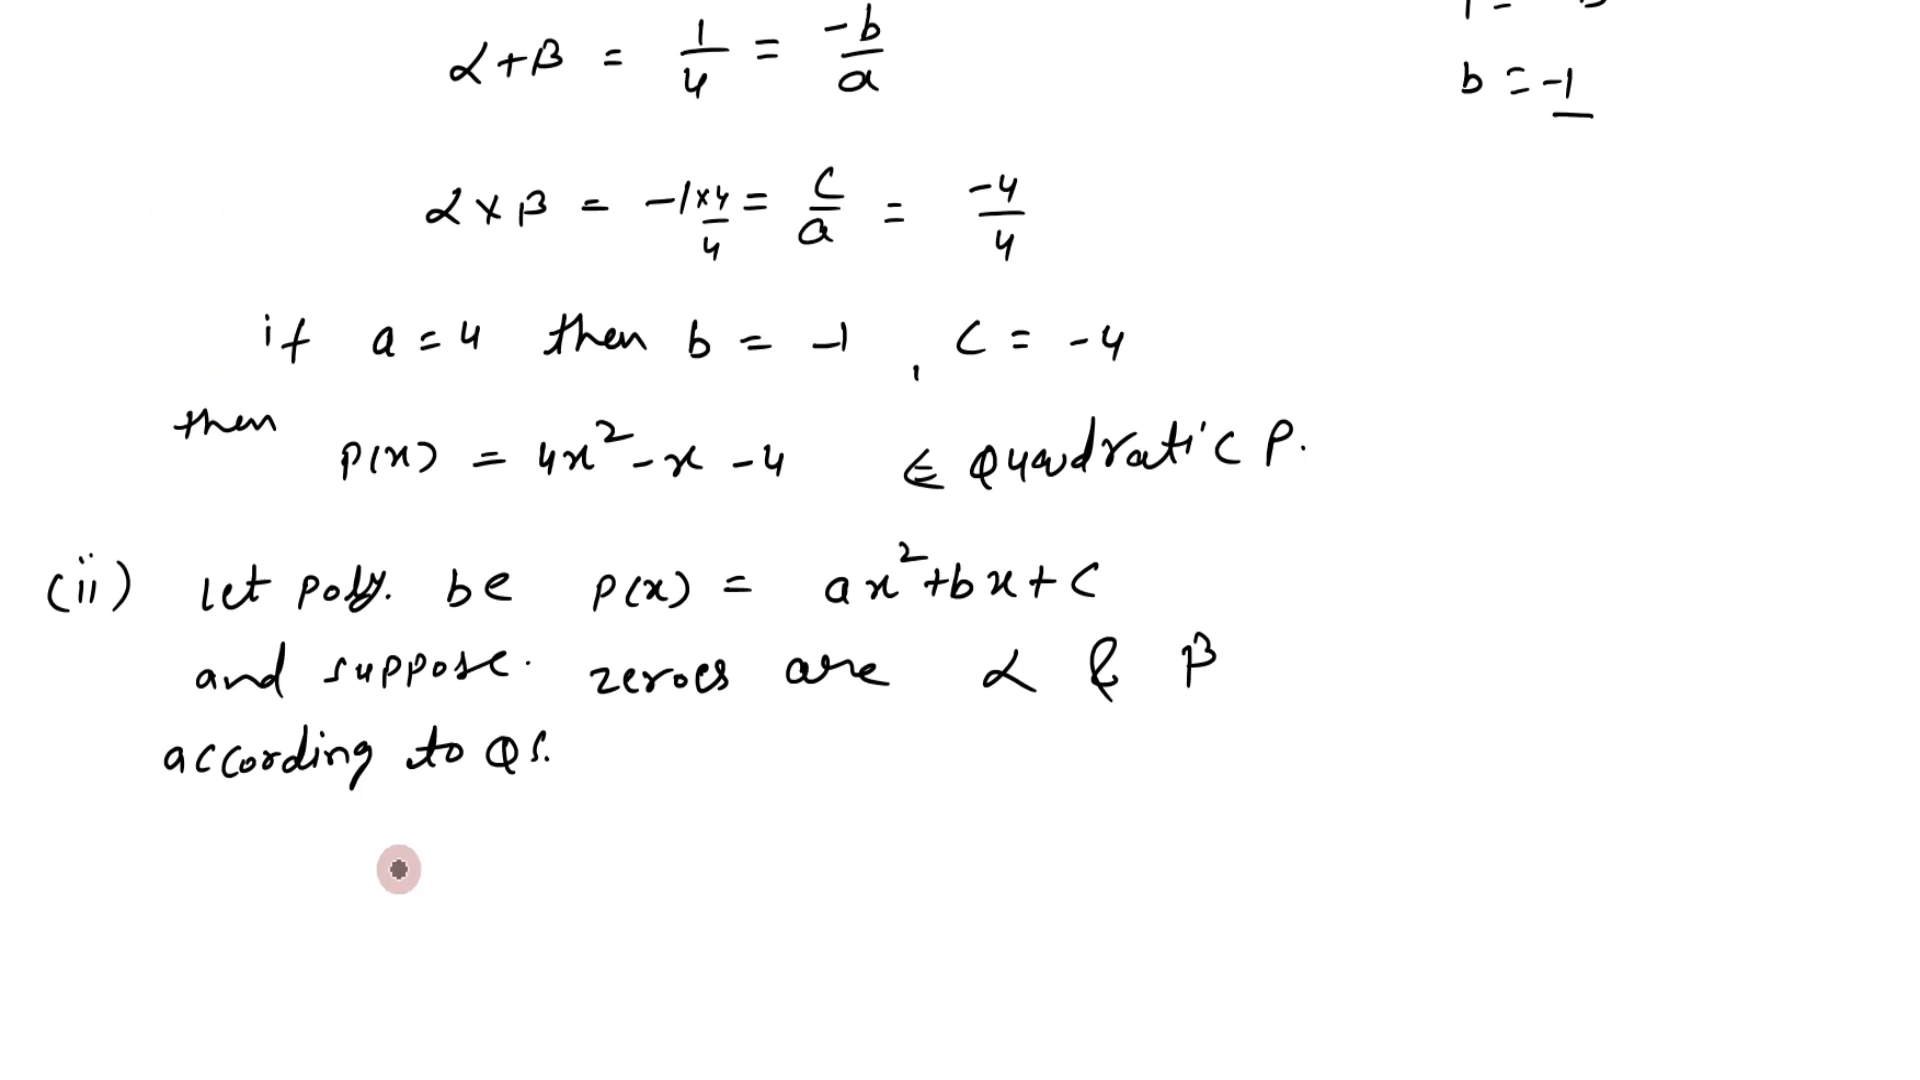 α + β = 1/4 = -b/a
b = -1
α × β = -1×4/4 = c/a = -4/4
if a = 4 then b = -1 , c = -4
then
p(x) = 4x² - x - 4 ∈ Quadratic P.
(ii) let poly. be p(x) = ax² + bx + c
and suppose. zeroes are α & β
according to Qs.